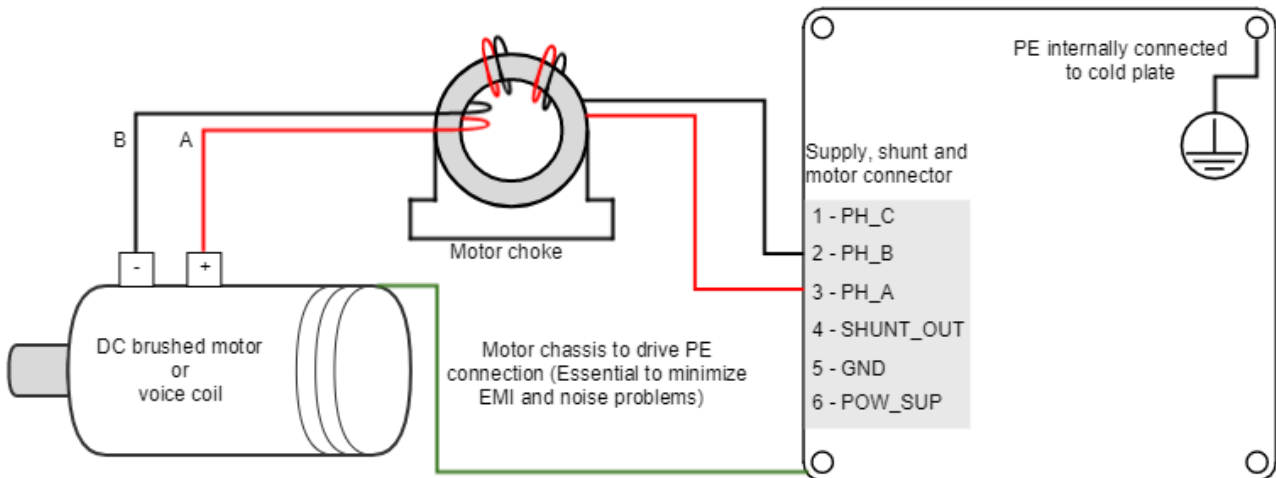 PE internally connected
to cold plate
B
A
Supply, shunt and
motor connector
1 - PH_C
2 - PH_B
3 - PH_A
4 - SHUNT_OUT
5 - GND
6 - POW_SUP
Motor choke
-
+
DC brushed motor
or
voice coil
Motor chassis to drive PE
connection (Essential to minimize
EMI and noise problems)